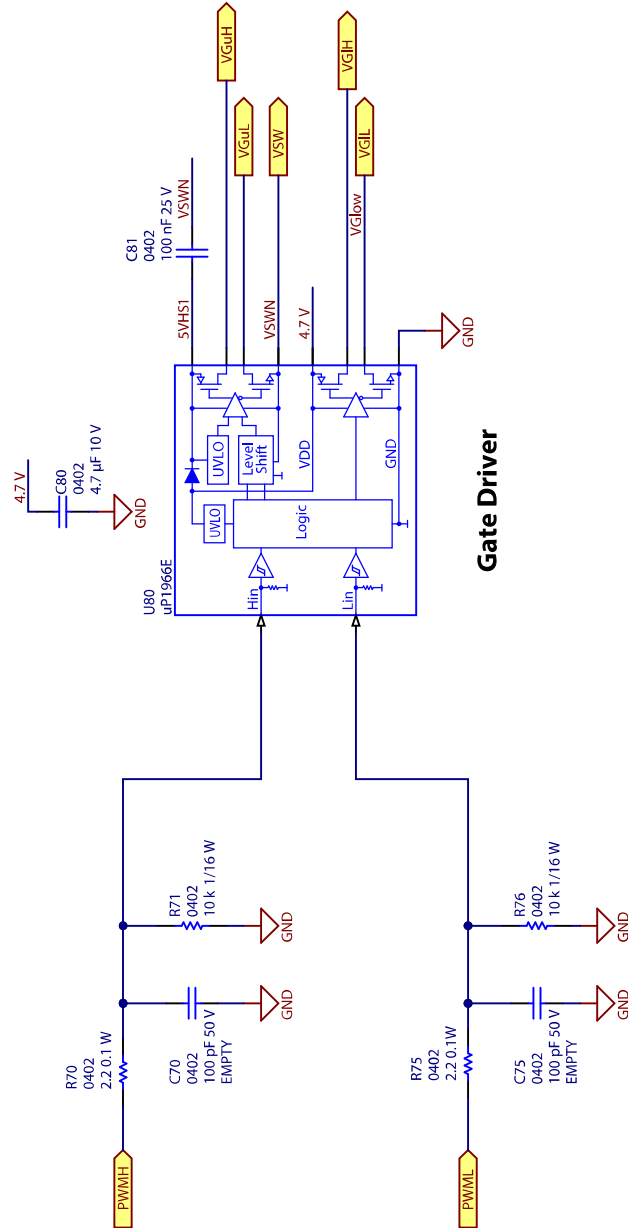 4.7 V
C80
0402
4.7 µF 10 V
GND
R70
0402
2.2 0.1 W
PWMH
C70
0402
100 pF 50 V
EMPTY
GND
R71
0402
10 k 1/16 W
GND
U80
uP1966E
C81
0402
100 nF 25 V
5VHS1
VSWN
VGuH
VGuL
VSWN
VSW
UVLO
UVLO
Level
Shift
Hin
Logic
VDD
4.7 V
Lin
VGlH
VGlow
VGlL
GND
GND
R75
0402
2.2 0.1W
PWML
C75
0402
100 pF 50 V
EMPTY
GND
R76
0402
10 k 1/16 W
GND
Gate Driver